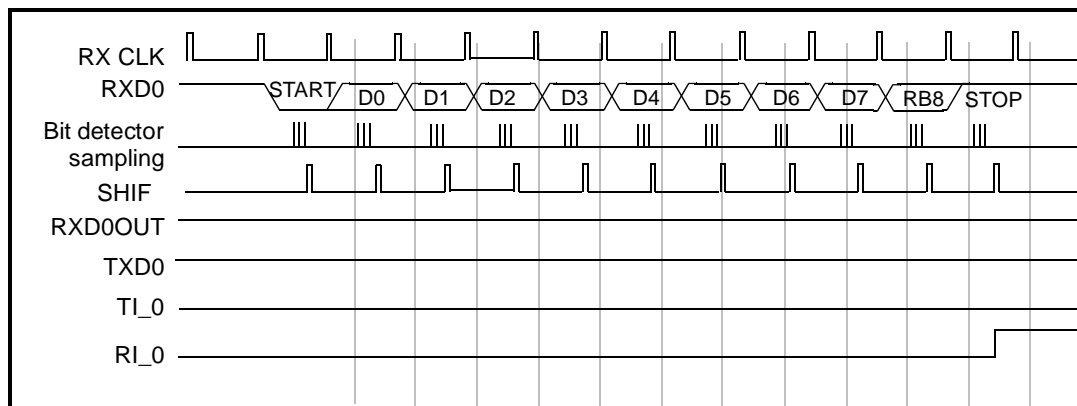 RX CLK
RXD0
START D0 D1 D2 D3 D4 D5 D6 D7 RB8 STOP
Bit detector
sampling
SHIF
RXD0OUT
TXD0
TI_0
RI_0